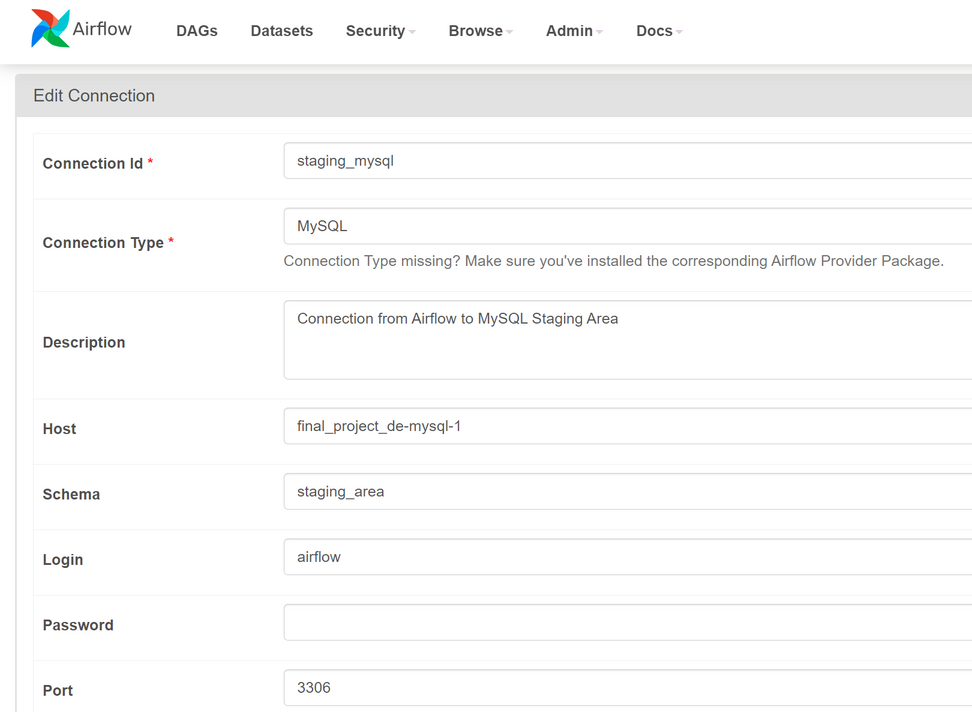 Airflow DAGs Datasets Security Browse Admin Docs
Edit Connection
Connection Id * staging_mysql
Connection Type * MySQL
Connection Type missing? Make sure you've installed the corresponding Airflow Provider Package.
Description Connection from Airflow to MySQL Staging Area
Host final_project_de-mysql-1
Schema staging_area
Login airflow
Password
Port 3306